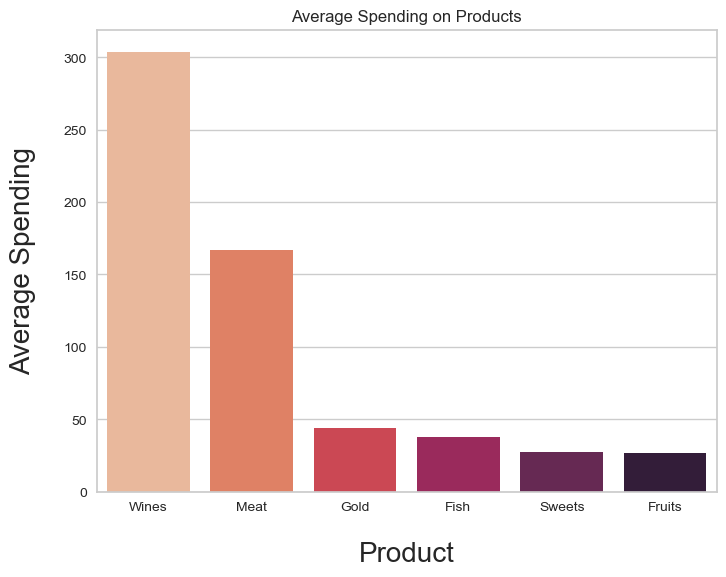 Average Spending on Products
Average Spending
300
250
200
150
100
50
0
Wines Meat Gold Fish Sweets Fruits
Product